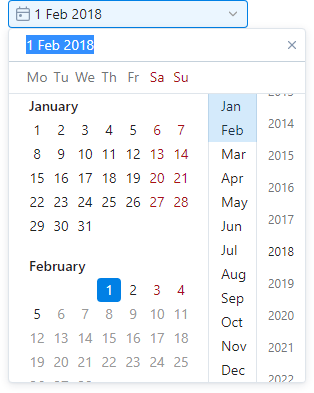 1 Feb 2018
1 Feb 2018
Mo Tu We Th Fr Sa Su
January
1 2 3 4 5 6 7
8 9 10 11 12 13 14
15 16 17 18 19 20 21
22 23 24 25 26 27 28
29 30 31
February
1 2 3 4
5 6 7 8 9 10 11
12 13 14 15 16 17 18
19 20 21 22 23 24 25
Jan
Feb
Mar
Apr
May
Jun
Jul
Aug
Sep
Oct
Nov
Dec
2014
2015
2016
2017
2018
2019
2020
2021
2022